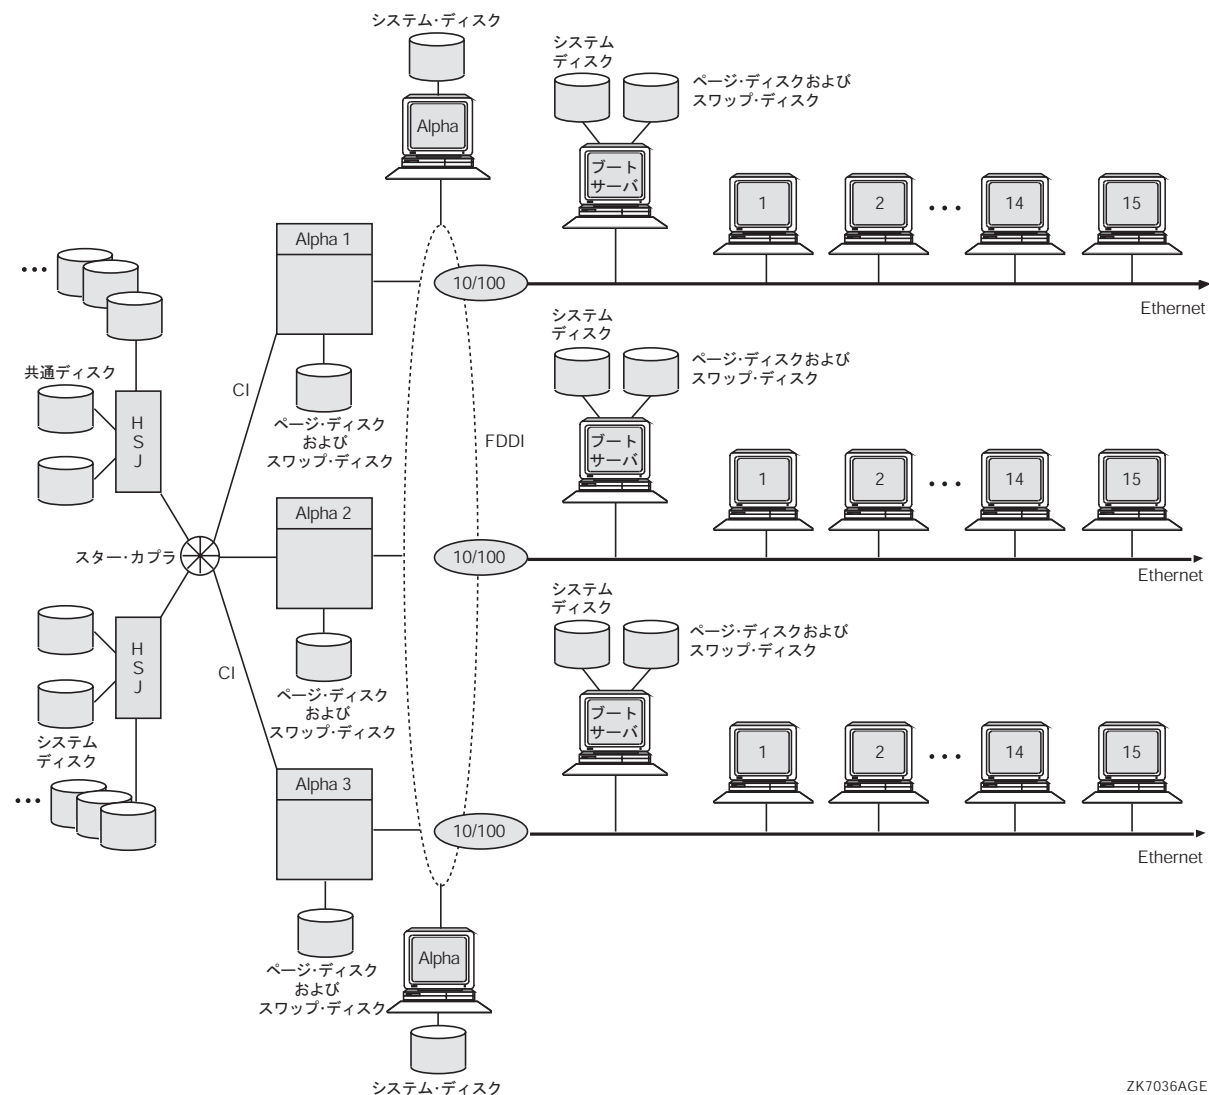 システム･ディスク
Alpha
システム
ディスク
ページ･ディスクおよび
スワップ･ディスク
ブート
サーバ
1
2
•••
14
15
Alpha 1
10/100
Ethernet
•••
共通ディスク
H
S
J
CI
ページ･ディスク
および
スワップ･ディスク
FDDI
システム
ディスク
ページ･ディスクおよび
スワップ･ディスク
ブート
サーバ
1
2
•••
14
15
Alpha 2
スター･カプラ
10/100
Ethernet
H
S
J
CI
システム
ディスク
•••
ページ･ディスク
および
スワップ･ディスク
システム
ディスク
ページ･ディスクおよび
スワップ･ディスク
ブート
サーバ
1
2
•••
14
15
Alpha 3
10/100
Ethernet
ページ･ディスク
および
スワップ･ディスク
Alpha
システム･ディスク
ZK7036AGE